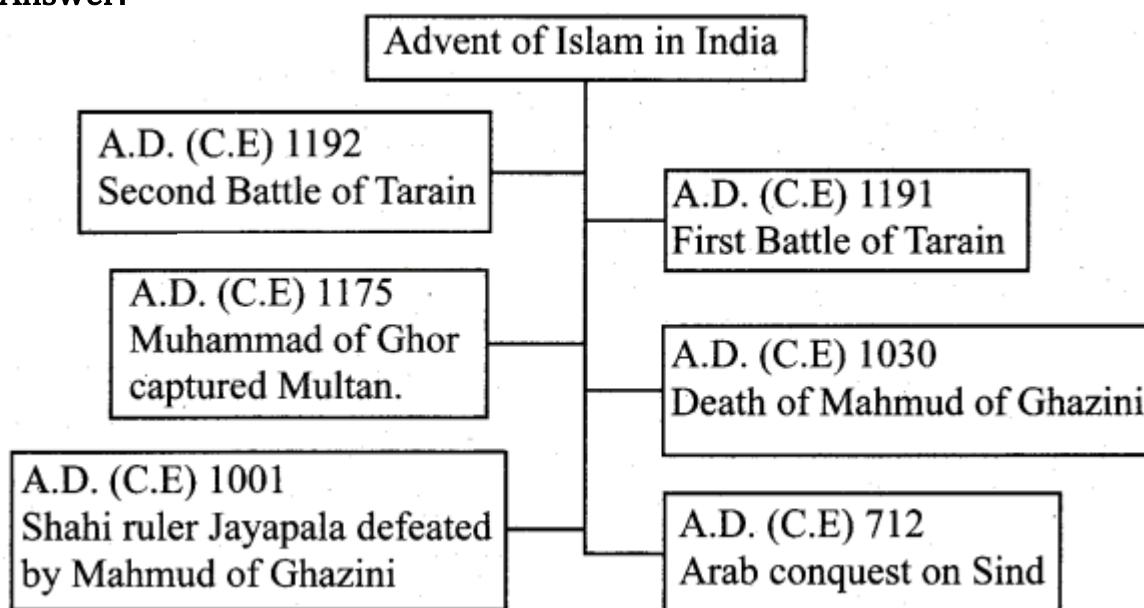 Answer:
Advent of Islam in India
A.D. (C.E) 1192
Second Battle of Tarain
A.D. (C.E) 1191
First Battle of Tarain
A.D. (C.E) 1175
Muhammad of Ghor
captured Multan.
A.D. (C.E) 1030
Death of Mahmud of Ghazini
A.D. (C.E) 1001
Shahi ruler Jayapala defeated
by Mahmud of Ghazini
A.D. (C.E) 712
Arab conquest on Sind